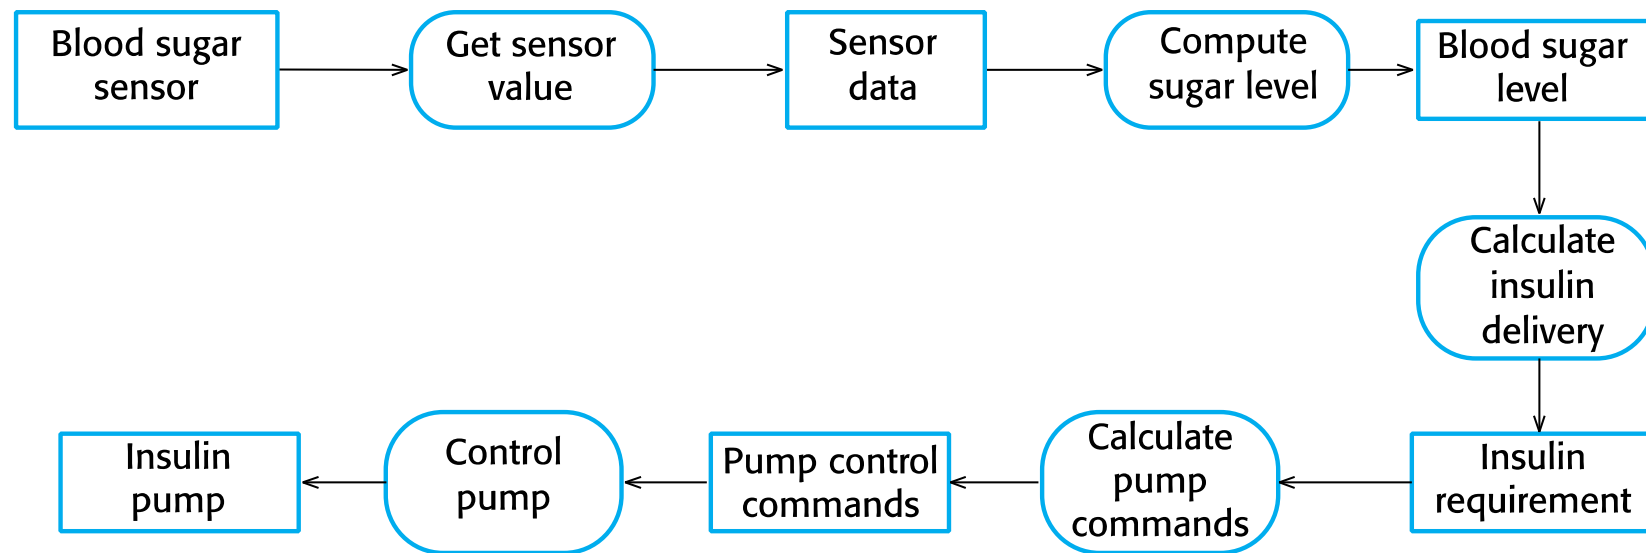 Blood sugar
sensor
Get sensor
value
Sensor
data
Compute
sugar level
Blood sugar
level
Calculate
insulin
delivery
Insulin
requirement
Calculate
pump
commands
Pump control
commands
Control
pump
Insulin
pump